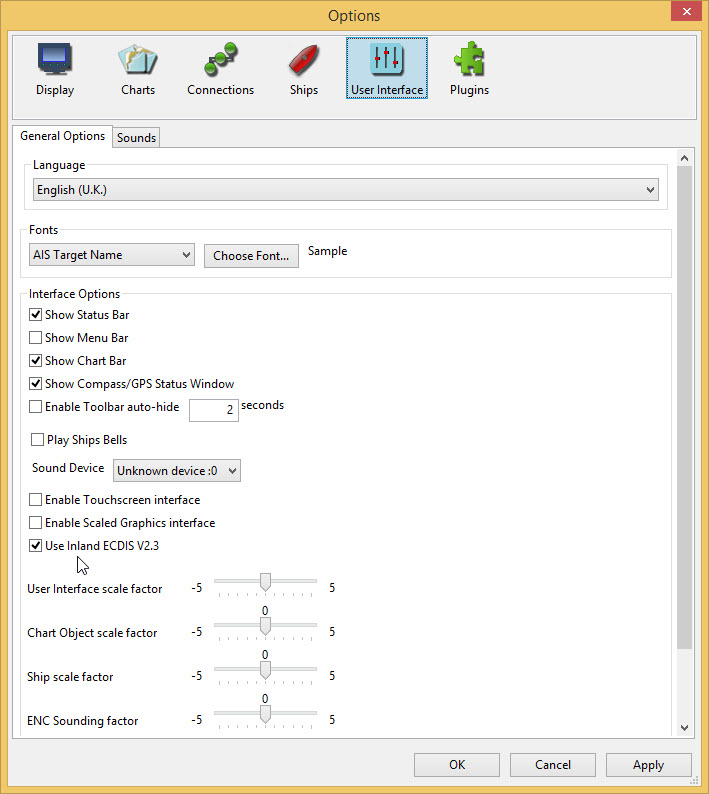 Options
Display Charts Connections Ships User Interface Plugins
General Options Sounds
Language
English (U.K.)
Fonts
AIS Target Name Choose Font... Sample
Interface Options
Show Status Bar
Show Menu Bar
Show Chart Bar
Show Compass/GPS Status Window
Enable Toolbar auto-hide 2 seconds
Play Ships Bells
Sound Device Unknown device :0
Enable Touchscreen interface
Enable Scaled Graphics interface
Use Inland ECDIS V2.3
User Interface scale factor -5 5
0
Chart Object scale factor -5 5
0
Ship scale factor -5 5
0
ENC Sounding factor -5 5
OK Cancel Apply